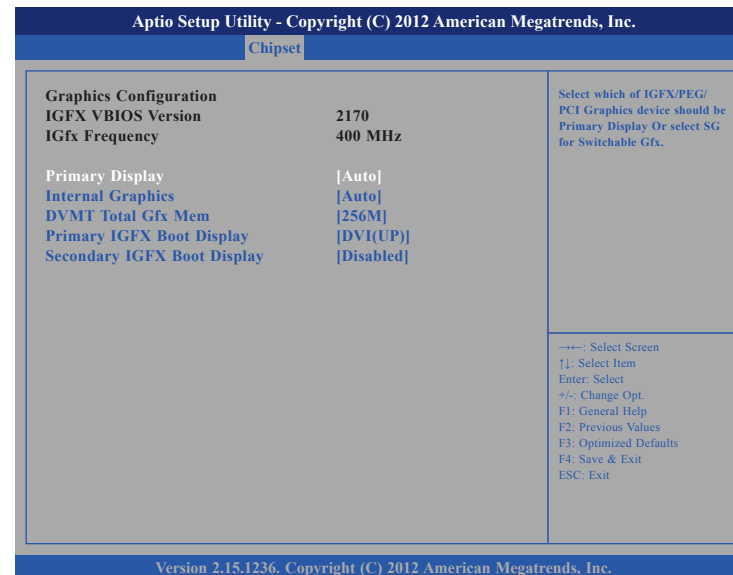 Aptio Setup Utility - Copyright (C) 2012 American Megatrends, Inc.
Chipset
Graphics Configuration
IGFX VBIOS Version 2170
IGfx Frequency 400 MHz
Primary Display [Auto]
Internal Graphics [Auto]
DVMT Total Gfx Mem [256M]
Primary IGFX Boot Display [DVI(UP)]
Secondary IGFX Boot Display [Disabled]
Select which of IGFX/PEG/
PCI Graphics device should be
Primary Display Or select SG
for Switchable Gfx.
→←: Select Screen
↑↓: Select Item
Enter: Select
+/-: Change Opt.
F1: General Help
F2: Previous Values
F3: Optimized Defaults
F4: Save & Exit
ESC: Exit
Version 2.15.1236. Copyright (C) 2012 American Megatrends, Inc.